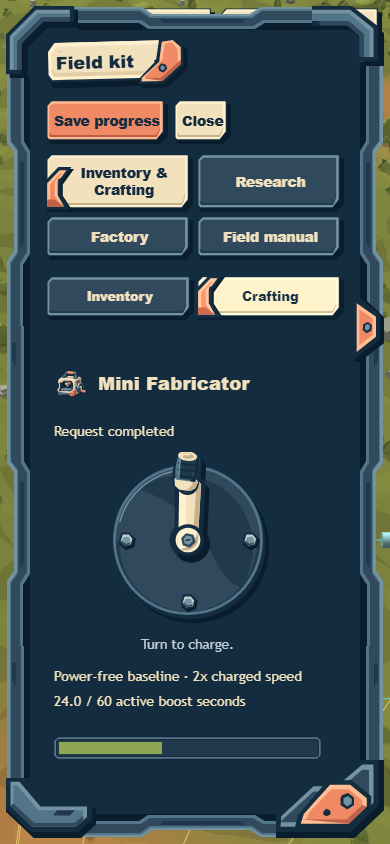 Field kit
Save progress
Close
Inventory &
Crafting
Research
Factory
Field manual
Inventory
Crafting
Mini Fabricator
Request completed
Turn to charge.
Power-free baseline · 2x charged speed
24.0 / 60 active boost seconds